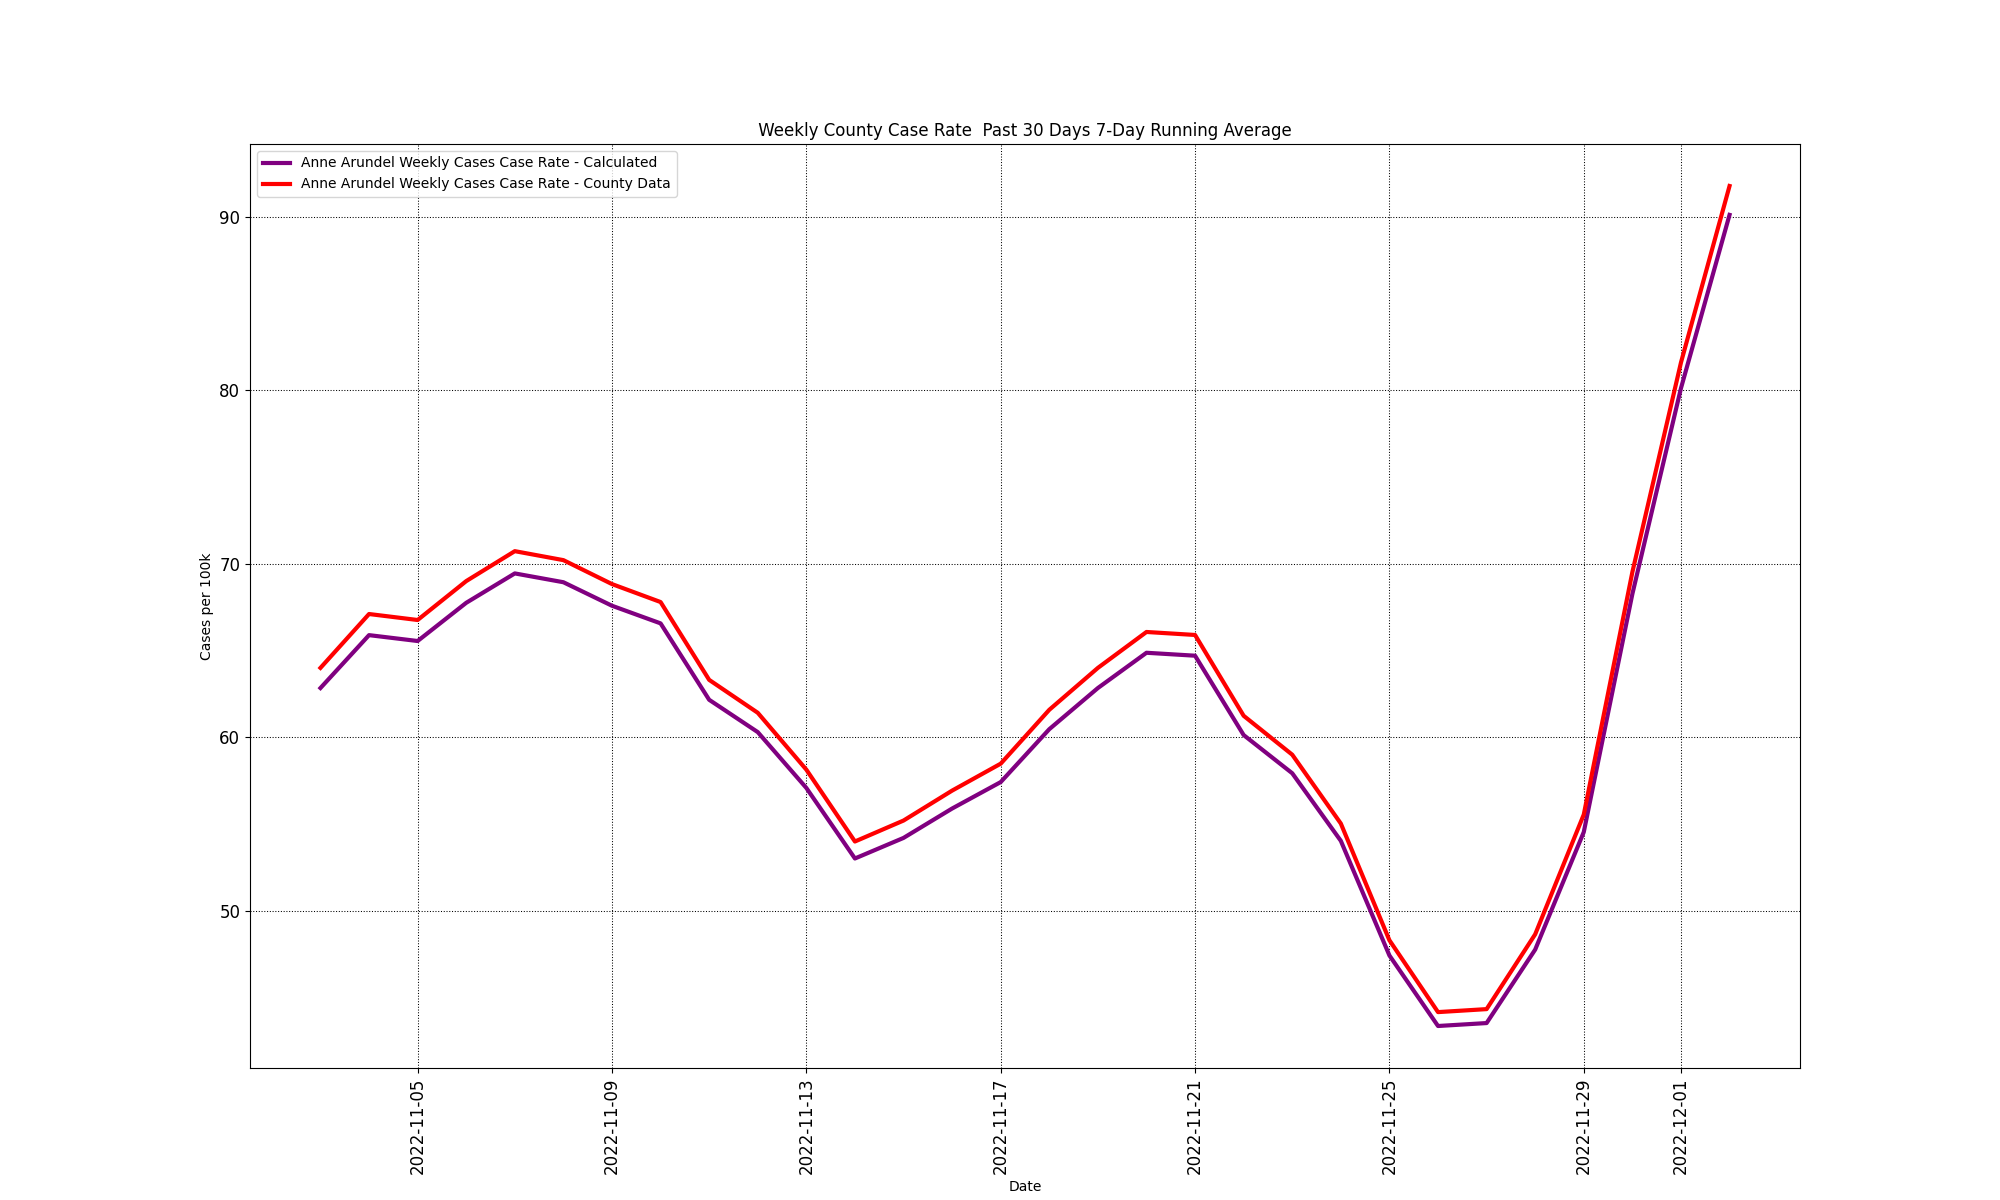 Weekly County Case Rate  Past 30 Days 7-Day Running Average
Anne Arundel Weekly Cases Case Rate - Calculated
Anne Arundel Weekly Cases Case Rate - County Data
90
80
70
60
50
Cases per 100k
2022-11-05
2022-11-09
2022-11-13
2022-11-17
2022-11-21
2022-11-25
2022-11-29
2022-12-01
Date